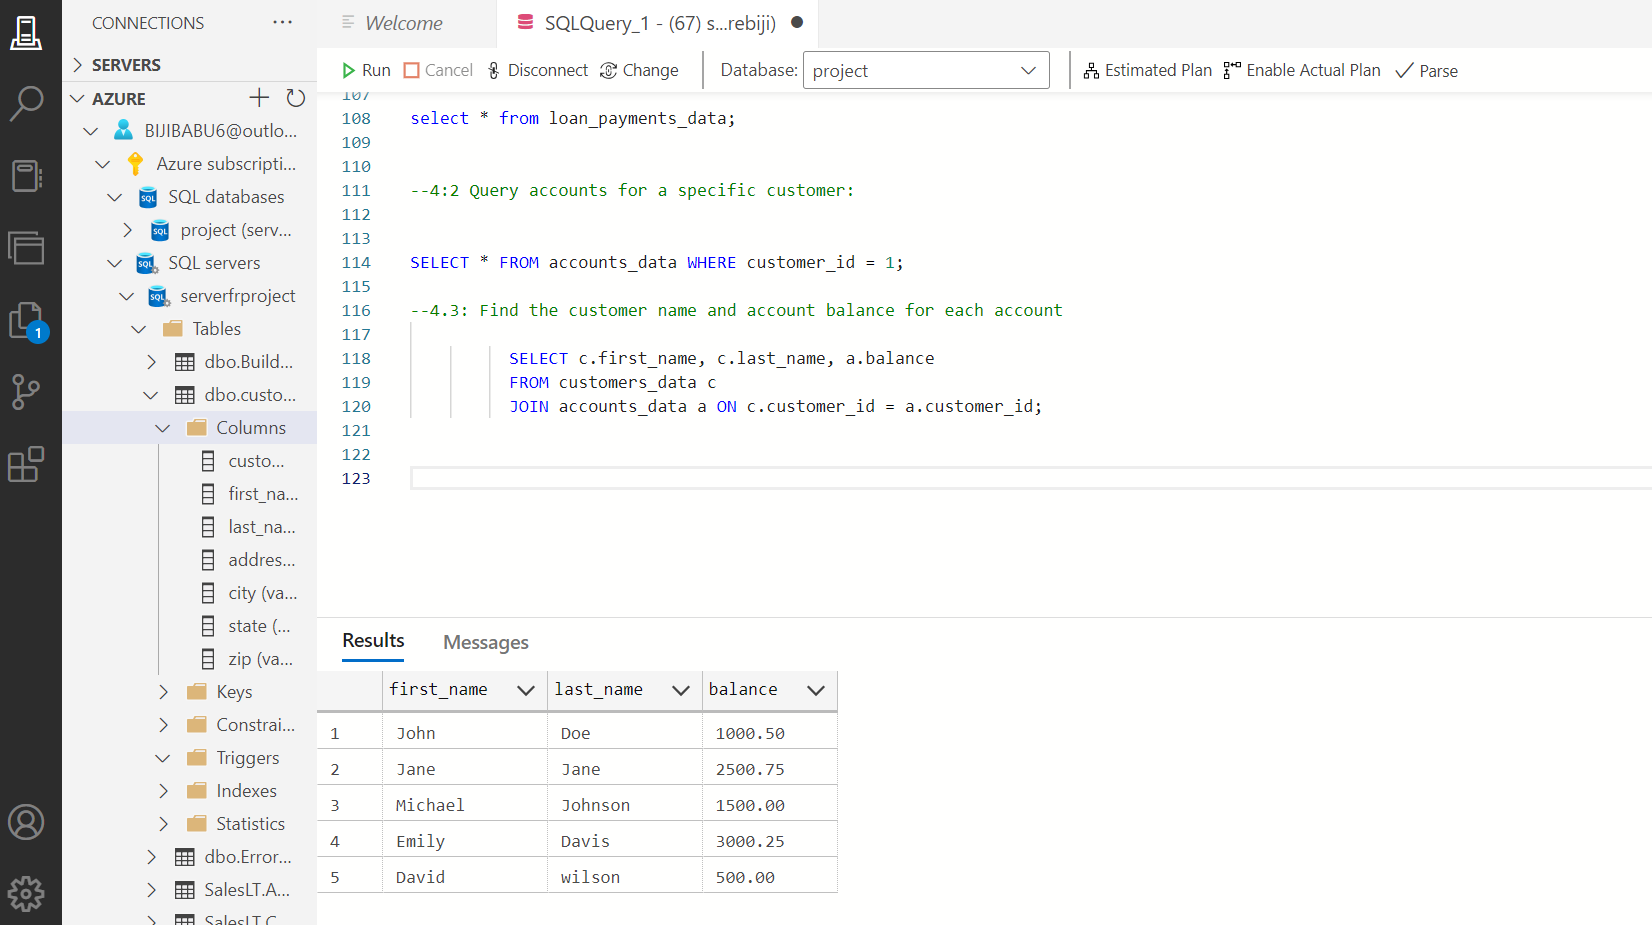 CONNECTIONS ...
SERVERS
AZURE
BIJIBABU6@outlo...
Azure subscripti...
SQL databases
project (serv...
SQL servers
serverfrproject
Tables
dbo.Build...
dbo.custo...
Columns
custo...
first_na...
last_na...
addres...
city (va...
state (...
zip (va...
Keys
Constrai...
Triggers
Indexes
Statistics
dbo.Error...
SalesLT.A...
SalesLT.C
1
Welcome SQLQuery_1 - (67) s...rebiji)
Run Cancel Disconnect Change Database: project Estimated Plan Enable Actual Plan Parse
107
108 select * from loan_payments_data;
109
110
111 --4:2 Query accounts for a specific customer:
112
113
114 SELECT * FROM accounts_data WHERE customer_id = 1;
115
116 --4.3: Find the customer name and account balance for each account
117
118 SELECT c.first_name, c.last_name, a.balance
119 FROM customers_data c
120 JOIN accounts_data a ON c.customer_id = a.customer_id;
121
122
123
Results Messages
first_name last_name balance
1 John Doe 1000.50
2 Jane Jane 2500.75
3 Michael Johnson 1500.00
4 Emily Davis 3000.25
5 David wilson 500.00